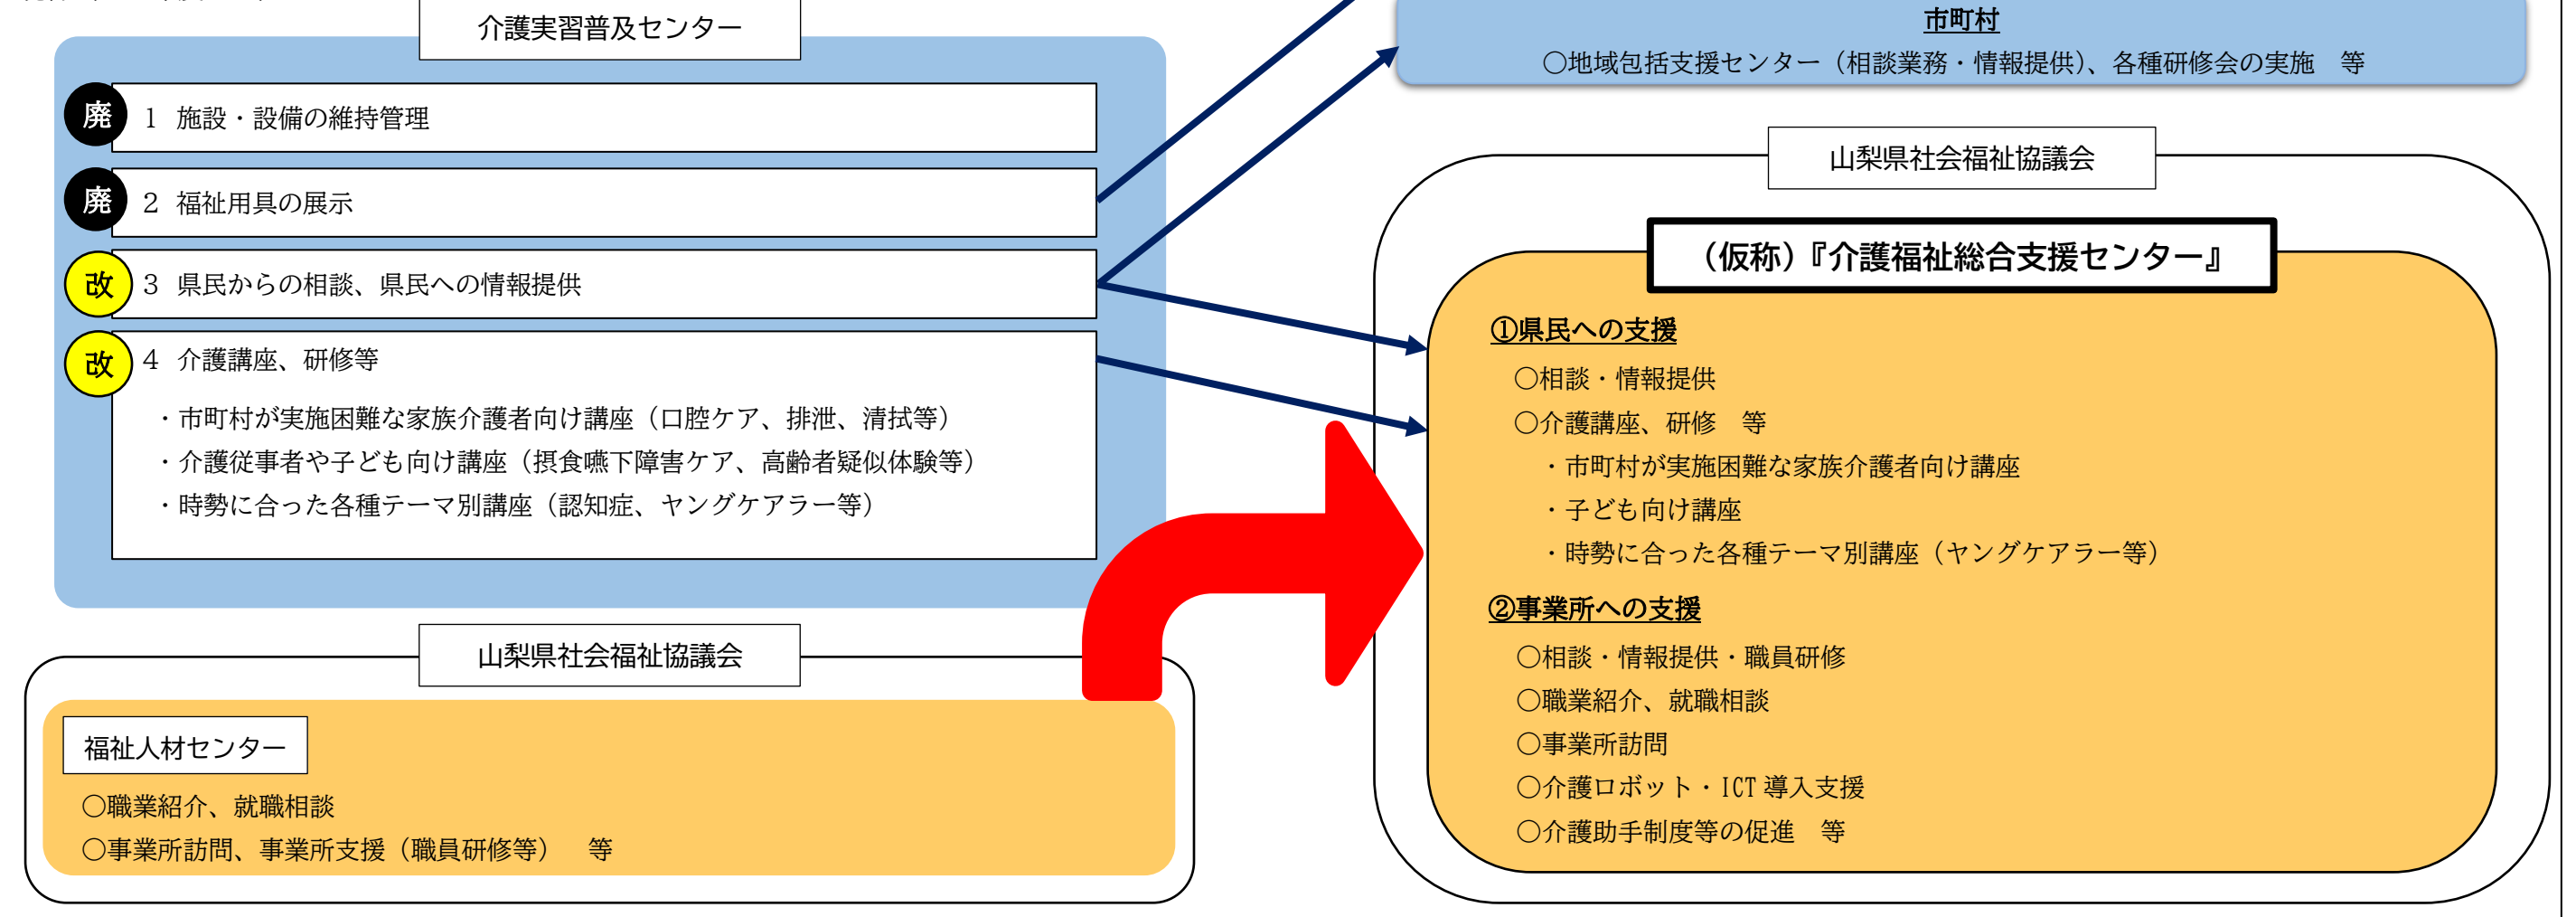 介護実習普及センター
廃
1 施設・設備の維持管理
廃
2 福祉用具の展示
改
3 県民からの相談、県民への情報提供
改
4 介護講座、研修等
・市町村が実施困難な家族介護者向け講座（口腔ケア、排泄、清拭等）
・介護従事者や子ども向け講座（摂食嚥下障害ケア、高齢者疑似体験等）
・時勢に合った各種テーマ別講座（認知症、ヤングケアラー等）
山梨県社会福祉協議会
福祉人材センター
○職業紹介、就職相談
○事業所訪問、事業所支援（職員研修等）　等
市町村
○地域包括支援センター（相談業務・情報提供）、各種研修会の実施　等
山梨県社会福祉協議会
（仮称）『介護福祉総合支援センター』
①県民への支援
○相談・情報提供
○介護講座、研修　等
・市町村が実施困難な家族介護者向け講座
・子ども向け講座
・時勢に合った各種テーマ別講座（ヤングケアラー等）
②事業所への支援
○相談・情報提供・職員研修
○職業紹介、就職相談
○事業所訪問
○介護ロボット・ICT 導入支援
○介護助手制度等の促進　等